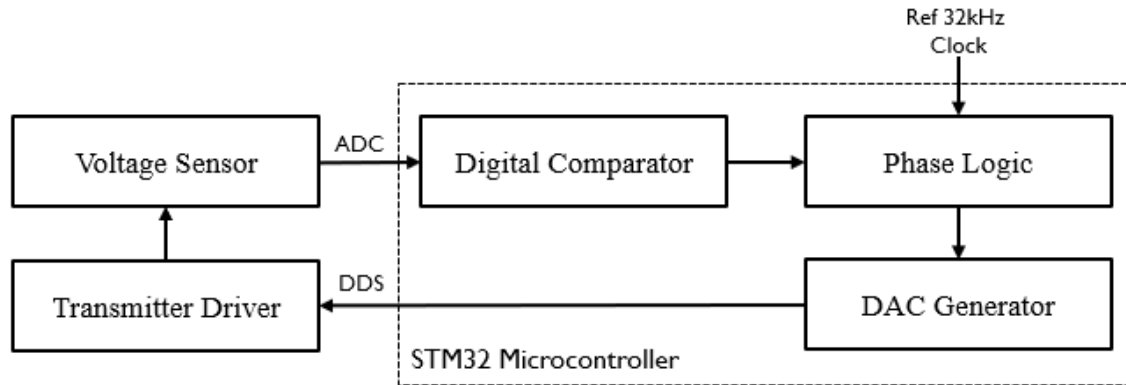 Ref 32kHz
Clock
Voltage Sensor
ADC
Digital Comparator
Phase Logic
Transmitter Driver
DDS
DAC Generator
STM32 Microcontroller